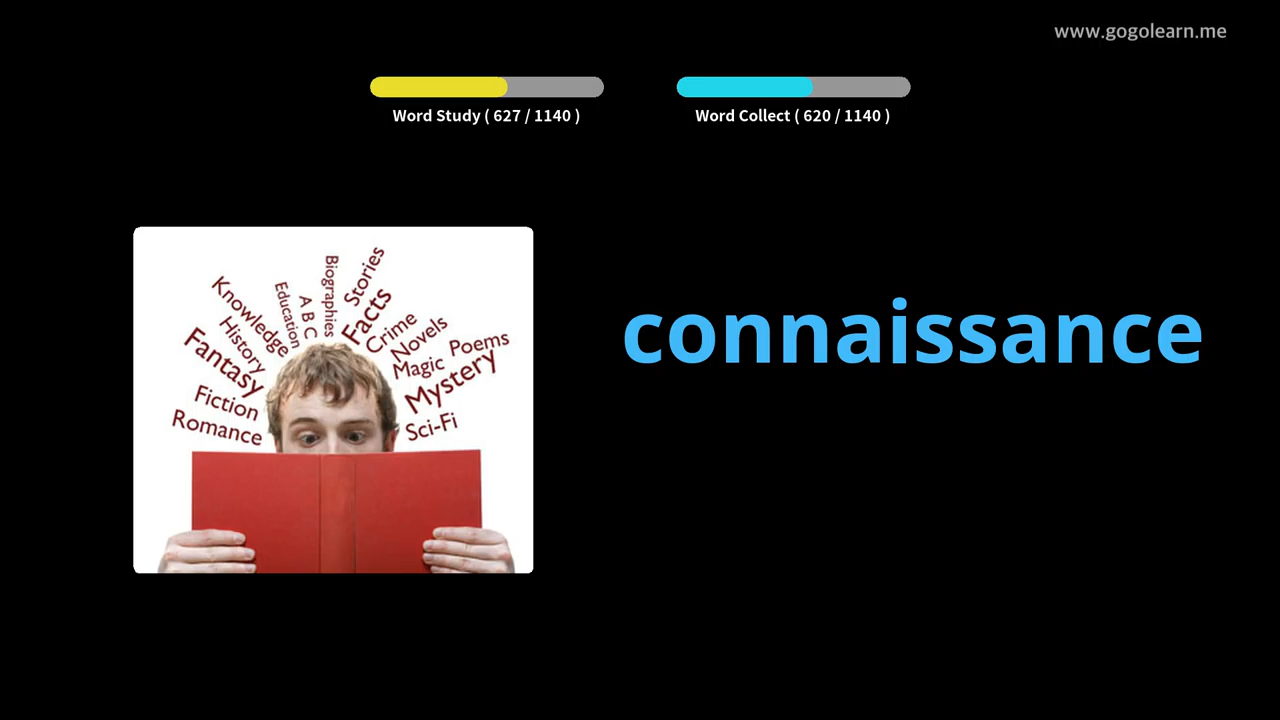 www.gogolearn.me
Word Study ( 627 / 1140 )
Word Collect ( 620 / 1140 )
connaissance
Knowledge
Education
A B C
Biographies
Stories
Facts
Crime
Novels
Poems
Magic
Mystery
Sci-Fi
History
Fantasy
Fiction
Romance